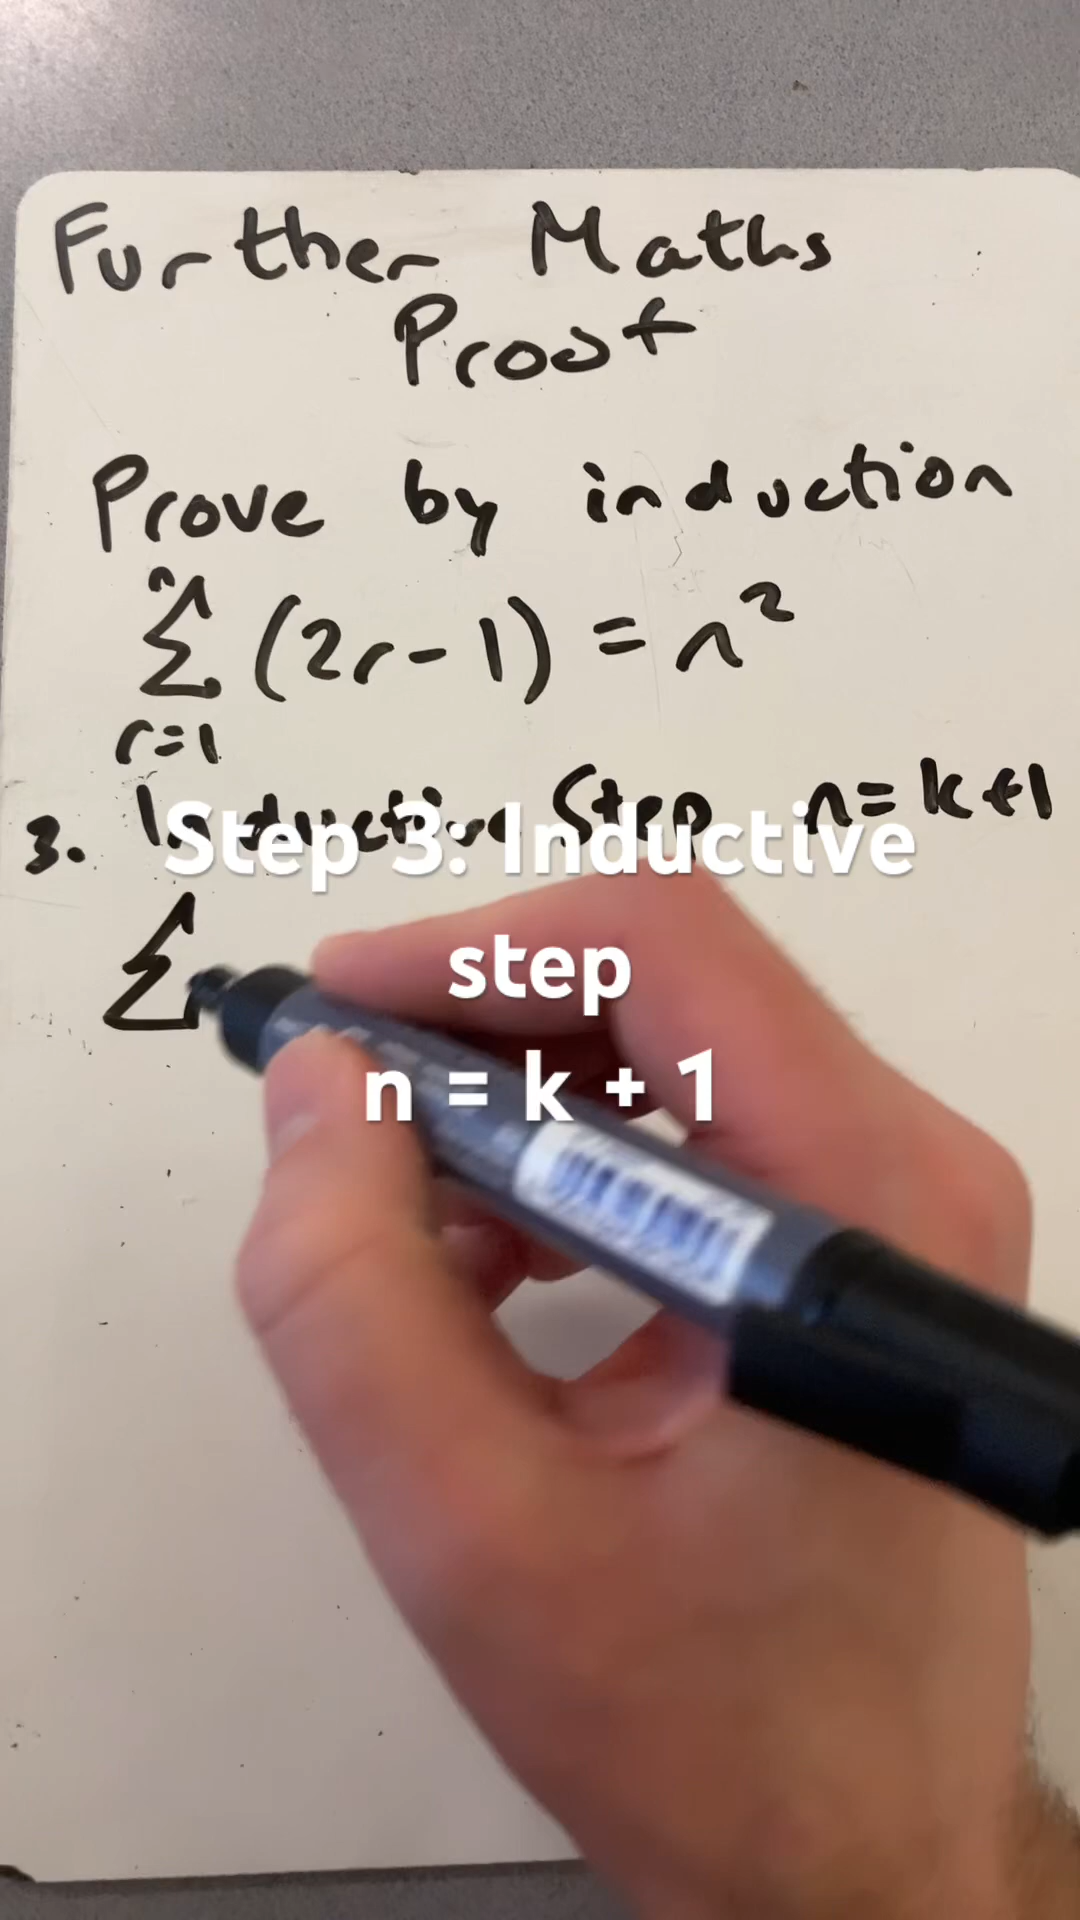 Further Maths
Proof
Prove by induction
n
Σ (2r-1) = n²
r=1
3. Inductive Step n=k+1
Step 3: Inductive
step
n = k + 1
Σ